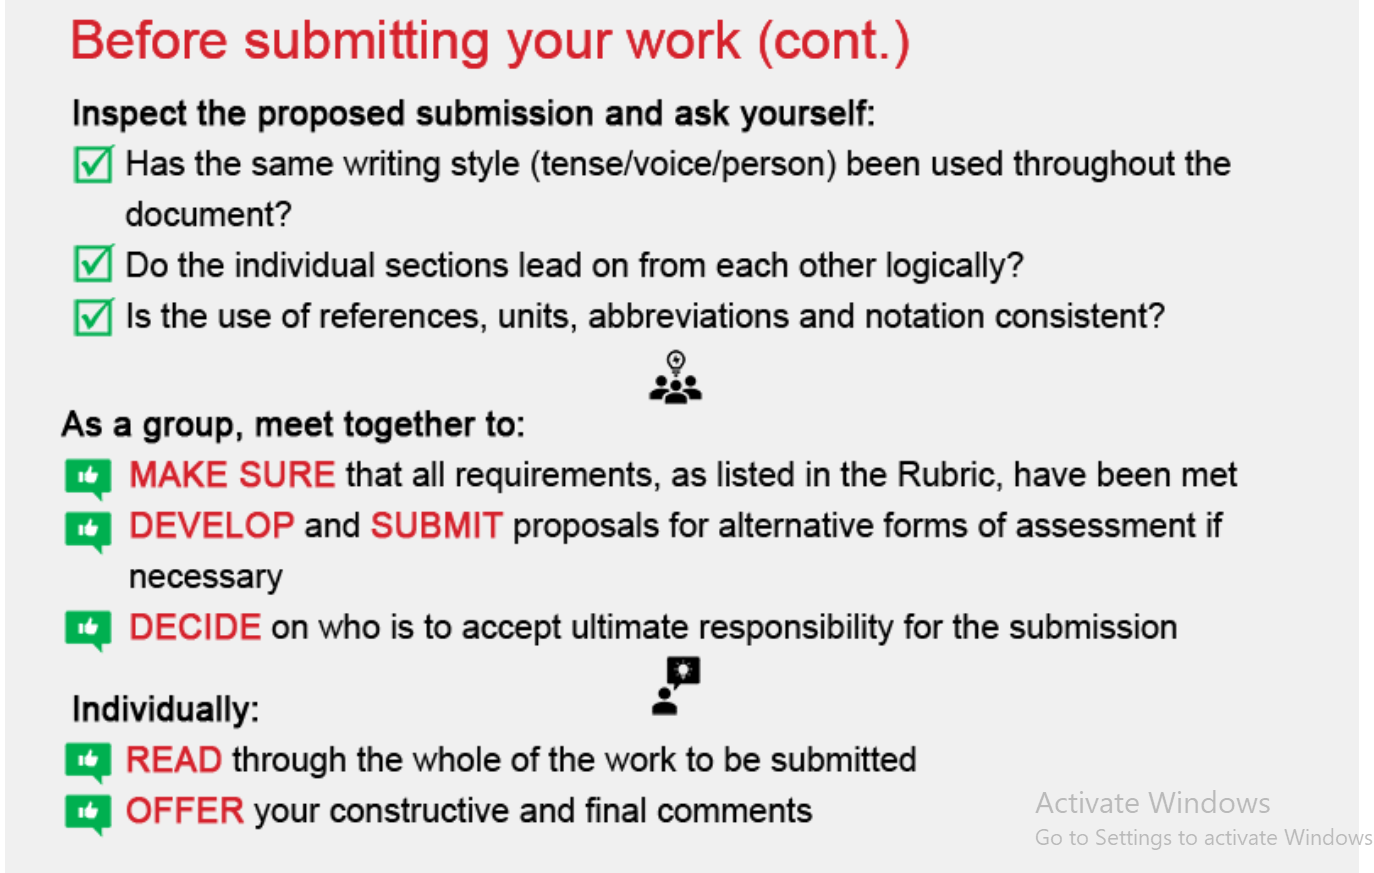 Before submitting your work (cont.)
Inspect the proposed submission and ask yourself:
Has the same writing style (tense/voice/person) been used throughout the
document?
Do the individual sections lead on from each other logically?
Is the use of references, units, abbreviations and notation consistent?
As a group, meet together to:
MAKE SURE that all requirements, as listed in the Rubric, have been met
DEVELOP and SUBMIT proposals for alternative forms of assessment if
necessary
DECIDE on who is to accept ultimate responsibility for the submission
Individually:
READ through the whole of the work to be submitted
OFFER your constructive and final comments
Activate Windows
Go to Settings to activate Windows